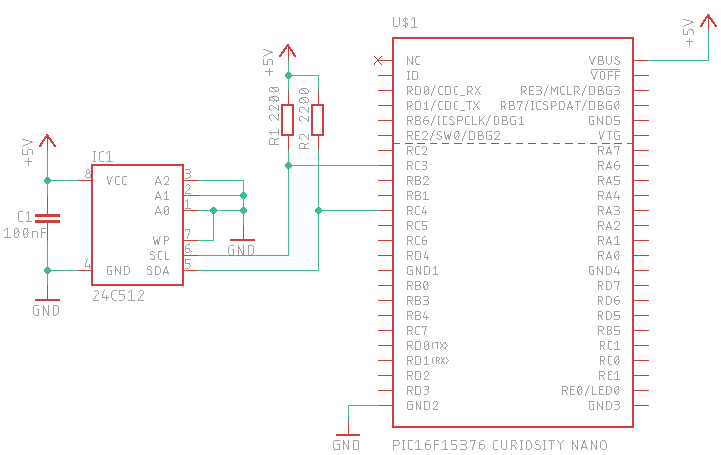 U$1
+5V
NC
ID
RD0/CDC_RX
RD1/CDC_TX
RB6/ICSPCLK/DBG1
RE2/SW0/DBG2
RC2
RC3
RB2
RB1
RC4
RC5
RC6
RD4
GND1
RB0
RB3
RB4
RC7
RD0(TX)
RD1(RX)
RD2
RD3
GND2
VBUS
VOFF
RE3/MCLR/DBG3
RB7/ICSPDAT/DBG0
GND5
VTG
RA7
RA6
RA5
RA4
RA3
RA2
RA1
RA0
GND4
RD7
RD6
RD5
RB5
RC1
RC0
RE1
RE0/LED0
GND3
PIC16F15376 CURIOSITY NANO
GND
+5V
R1 2200
R2 2200
+5V
C1
100nF
GND
IC1
8
VCC
4
GND
A2
3
A1
2
A0
1
WP
7
SCL
6
SDA
5
24C512
GND